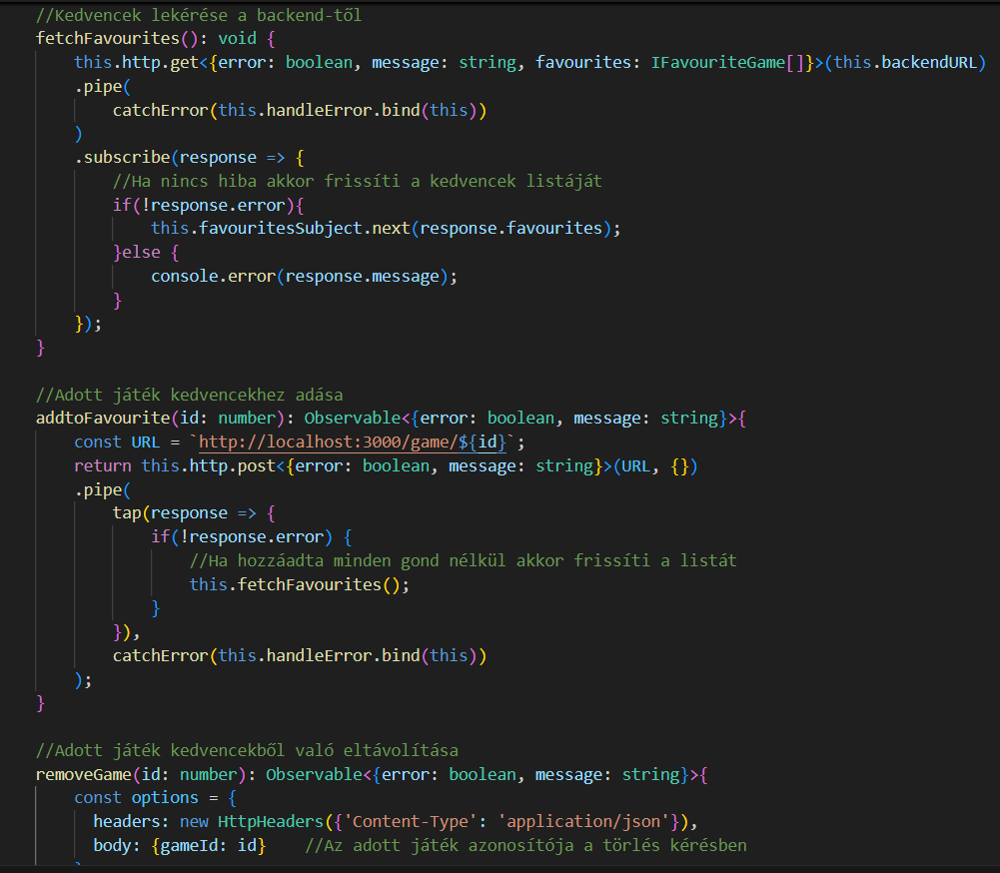 //Kedvencek lekérése a backend-től
fetchFavourites(): void {
this.http.get<{error: boolean, message: string, favourites: IFavouriteGame[]}>(this.backendURL)
.pipe(
catchError(this.handleError.bind(this))
)
.subscribe(response => {
//Ha nincs hiba akkor frissíti a kedvencek listáját
if(!response.error){
this.favouritesSubject.next(response.favourites);
}else {
console.error(response.message);
}
});
}
//Adott játék kedvencekhez adása
addtoFavourite(id: number): Observable<{error: boolean, message: string}>{
const URL = `http://localhost:3000/game/${id}`;
return this.http.post<{error: boolean, message: string}>(URL, {})
.pipe(
tap(response => {
if(!response.error) {
//Ha hozzáadta minden gond nélkül akkor frissíti a listát
this.fetchFavourites();
}
}),
catchError(this.handleError.bind(this))
);
}
//Adott játék kedvencekből való eltávolítása
removeGame(id: number): Observable<{error: boolean, message: string}>{
const options = {
headers: new HttpHeaders({'Content-Type': 'application/json'}),
body: {gameId: id} //Az adott játék azonosítója a törlés kérésben